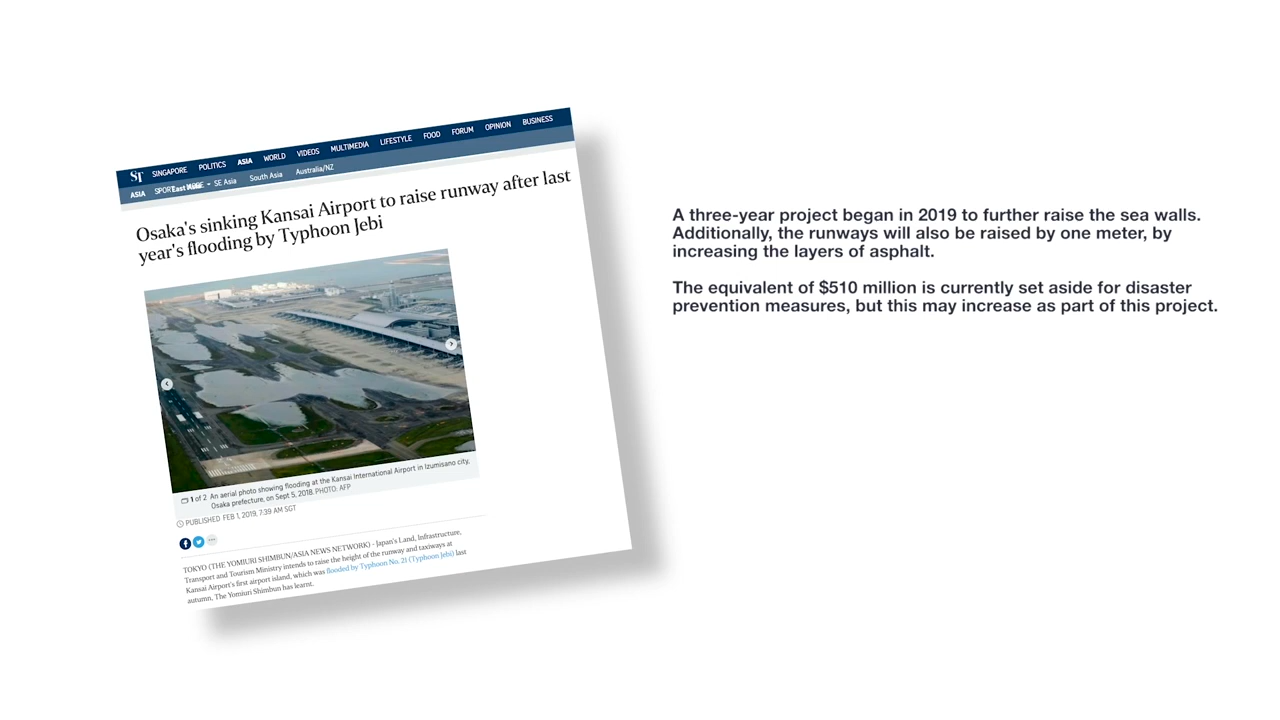 ST SINGAPORE POLITICS ASIA WORLD VIDEOS MULTIMEDIA LIFESTYLE FOOD FORUM OPINION BUSINESS
ASIA East Asia SE Asia South Asia Australia/NZ
Osaka's sinking Kansai Airport to raise runway after last
year's flooding by Typhoon Jebi
1 of 2 An aerial photo showing flooding at the Kansai International Airport in Izumisano city,
Osaka prefecture, on Sept 5, 2018. PHOTO: AFP
PUBLISHED FEB 1, 2019, 7:39 AM SGT
TOKYO (THE YOMIURI SHIMBUN/ASIA NEWS NETWORK) - Japan's Land, Infrastructure,
Transport and Tourism Ministry intends to raise the height of the runway and taxiways at
Kansai Airport's first airport island, which was flooded by Typhoon No. 21 (Typhoon Jebi) last
autumn, The Yomiuri Shimbun has learnt.
A three-year project began in 2019 to further raise the sea walls.
Additionally, the runways will also be raised by one meter, by
increasing the layers of asphalt.
The equivalent of $510 million is currently set aside for disaster
prevention measures, but this may increase as part of this project.